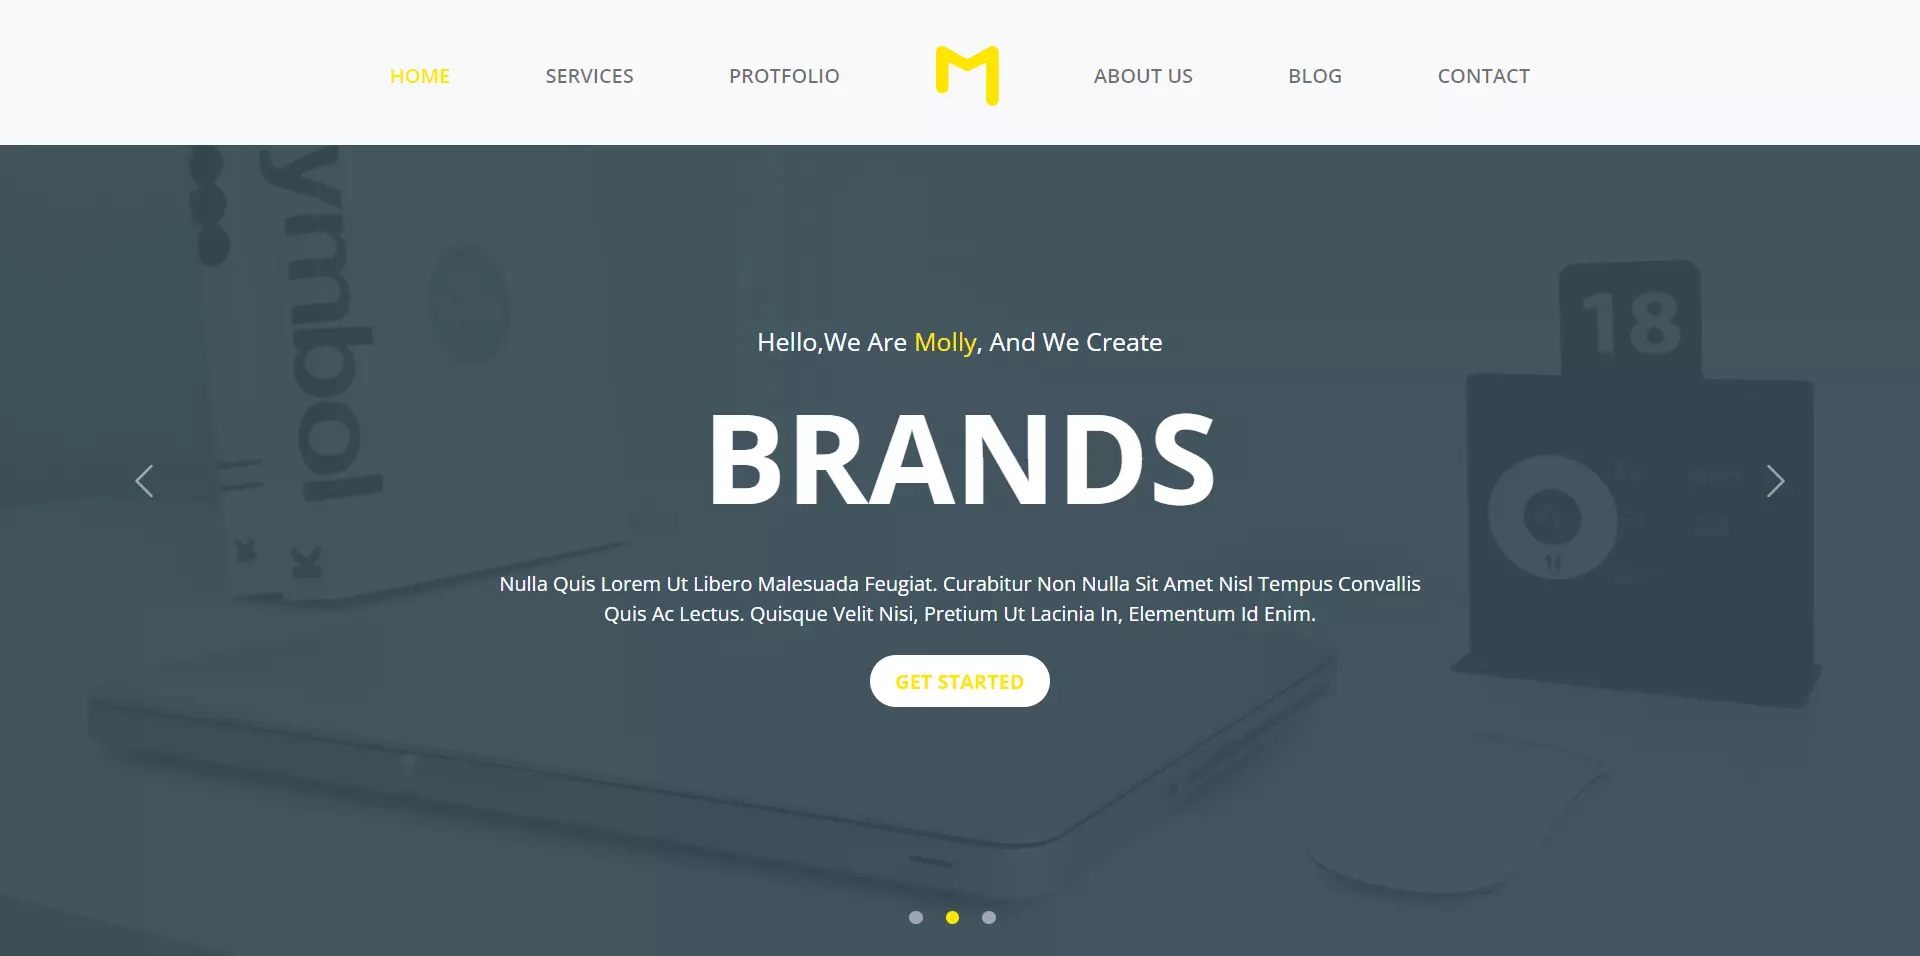 HOME SERVICES PROTFOLIO M ABOUT US BLOG CONTACT
ymbol
K K
18
Hello,We Are Molly, And We Create
BRANDS
Nulla Quis Lorem Ut Libero Malesuada Feugiat. Curabitur Non Nulla Sit Amet Nisl Tempus Convallis
Quis Ac Lectus. Quisque Velit Nisi, Pretium Ut Lacinia In, Elementum Id Enim.
GET STARTED